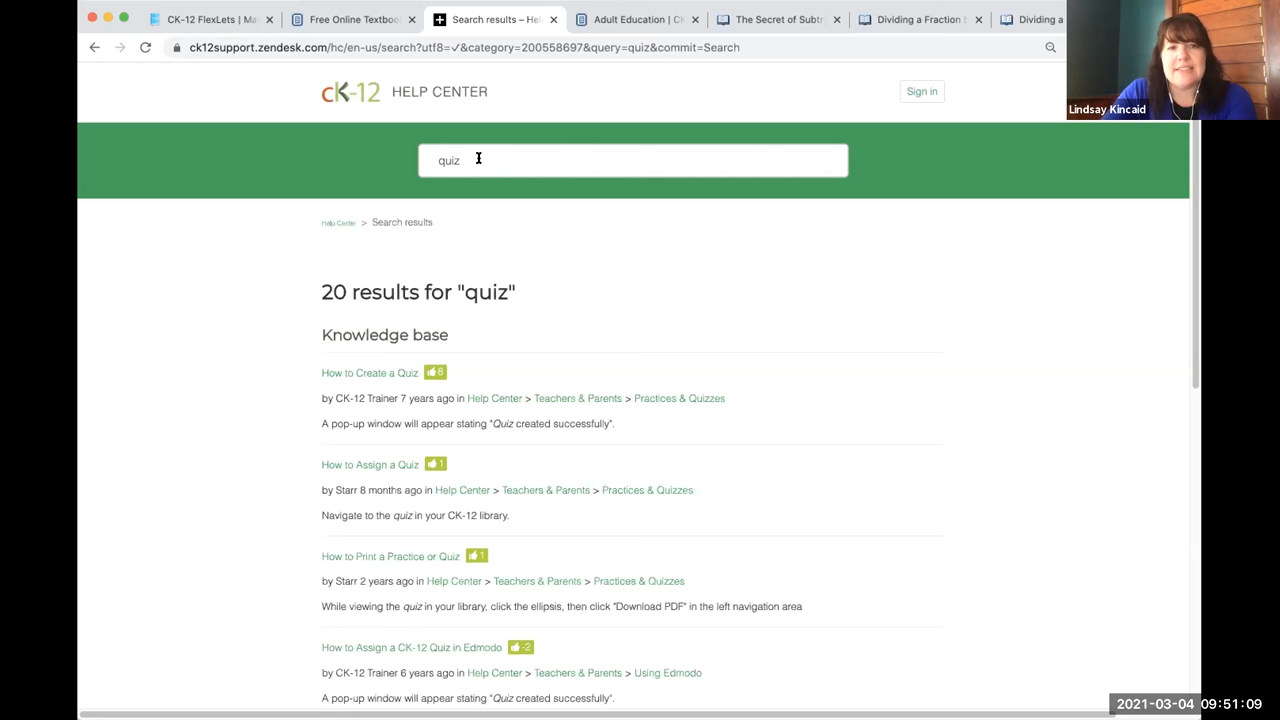 CK-12 FlexLets | Ma
Free Online Textboo
Search results – Hel
Adult Education | CK
The Secret of Subtr
Dividing a Fraction b
Dividing a
ck12support.zendesk.com/hc/en-us/search?utf8=✓&category=200558697&query=quiz&commit=Search
Lindsay Kincaid
cK-12 HELP CENTER
Sign in
quiz
Help Center > Search results
20 results for "quiz"
Knowledge base
How to Create a Quiz 8
by CK-12 Trainer 7 years ago in Help Center > Teachers & Parents > Practices & Quizzes
A pop-up window will appear stating "Quiz created successfully".
How to Assign a Quiz 1
by Starr 8 months ago in Help Center > Teachers & Parents > Practices & Quizzes
Navigate to the quiz in your CK-12 library.
How to Print a Practice or Quiz 1
by Starr 2 years ago in Help Center > Teachers & Parents > Practices & Quizzes
While viewing the quiz in your library, click the ellipsis, then click "Download PDF" in the left navigation area
How to Assign a CK-12 Quiz in Edmodo -2
by CK-12 Trainer 6 years ago in Help Center > Teachers & Parents > Using Edmodo
A pop-up window will appear stating "Quiz created successfully".
2021-03-04 09:51:09